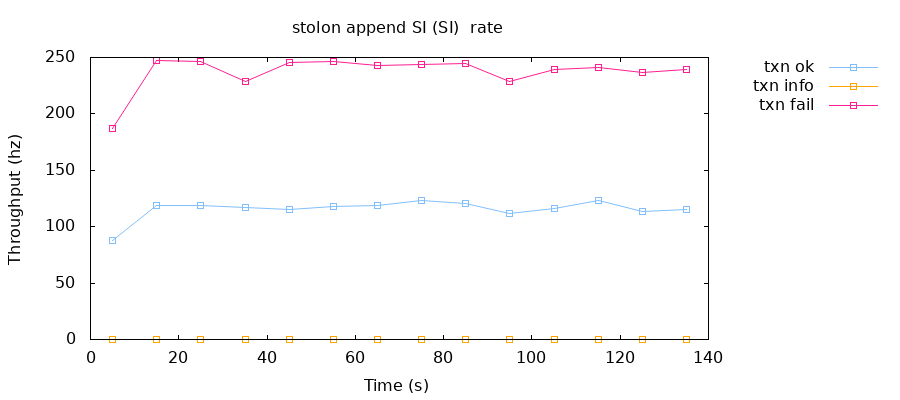 stolon append SI (SI)  rate
txn ok
txn info
txn fail
Throughput (hz)
250
200
150
100
50
0
0 20 40 60 80 100 120 140
Time (s)